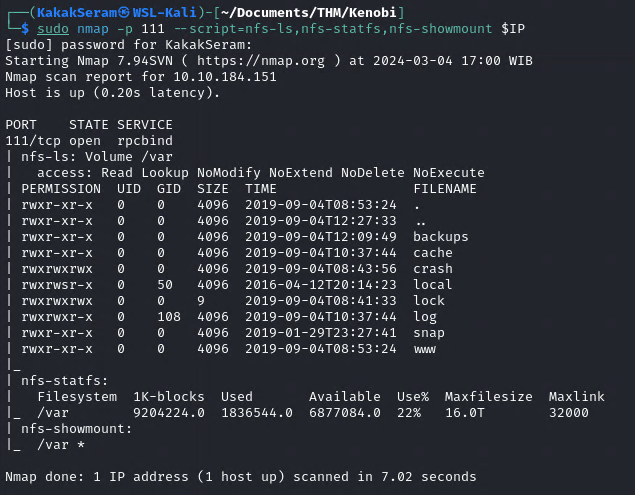 ┌──(KakakSeram㉿WSL-Kali)-[~/Documents/THM/Kenobi]
└─$ sudo nmap -p 111 --script=nfs-ls,nfs-statfs,nfs-showmount $IP
[sudo] password for KakakSeram:
Starting Nmap 7.94SVN ( https://nmap.org ) at 2024-03-04 17:00 WIB
Nmap scan report for 10.10.184.151
Host is up (0.20s latency).

PORT    STATE SERVICE
111/tcp open  rpcbind
| nfs-ls: Volume /var
|   access: Read Lookup NoModify NoExtend NoDelete NoExecute
| PERMISSION  UID  GID  SIZE  TIME                 FILENAME
| rwxr-xr-x   0    0    4096  2019-09-04T08:53:24  .
| rwxr-xr-x   0    0    4096  2019-09-04T12:27:33  ..
| rwxr-xr-x   0    0    4096  2019-09-04T12:09:49  backups
| rwxr-xr-x   0    0    4096  2019-09-04T10:37:44  cache
| rwxrwxrwx   0    0    4096  2019-09-04T08:43:56  crash
| rwxrwsr-x   0    50   4096  2016-04-12T20:14:23  local
| rwxrwxrwx   0    0    9     2019-09-04T08:41:33  lock
| rwxrwxr-x   0    108  4096  2019-09-04T10:37:44  log
| rwxr-xr-x   0    0    4096  2019-01-29T23:27:41  snap
| rwxr-xr-x   0    0    4096  2019-09-04T08:53:24  www
|_
| nfs-statfs:
|   Filesystem  1K-blocks  Used       Available  Use%  Maxfilesize  Maxlink
|_  /var        9204224.0  1836544.0  6877084.0  22%   16.0T        32000
| nfs-showmount:
|_  /var *

Nmap done: 1 IP address (1 host up) scanned in 7.02 seconds